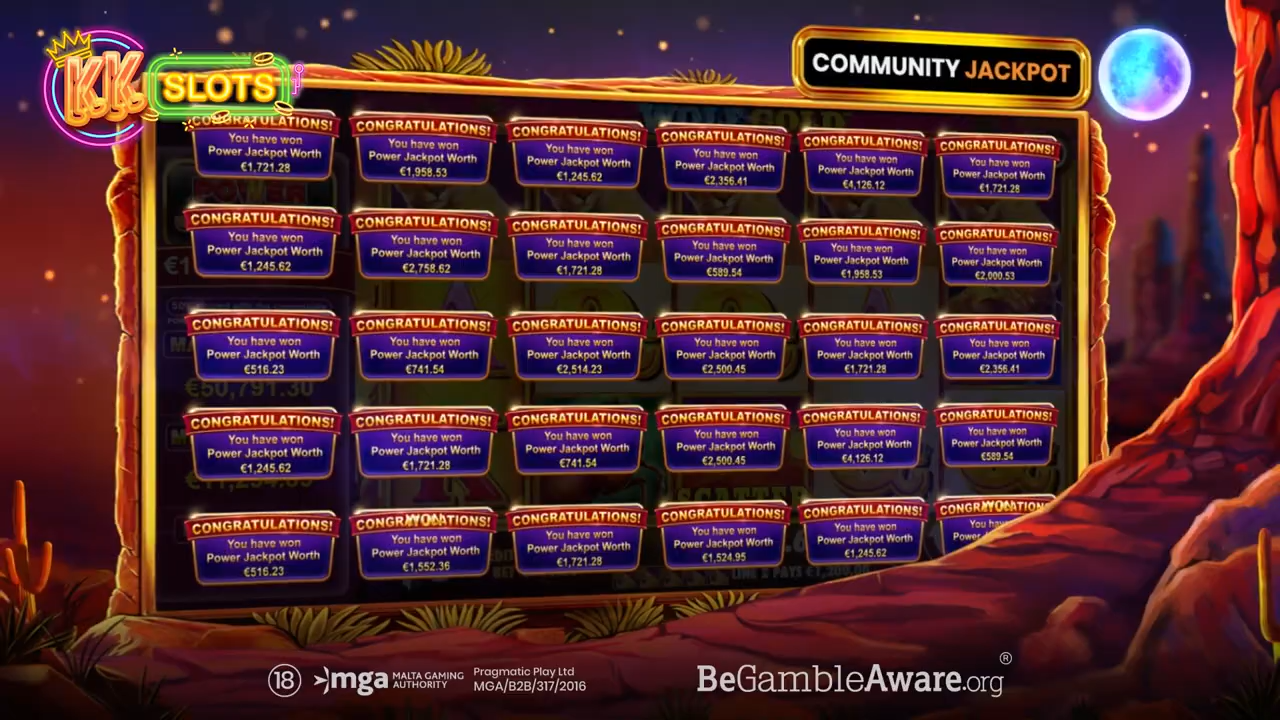 K.K. SLOTS
COMMUNITY JACKPOT
CONGRATULATIONS!
You have won
Power Jackpot Worth
€1,721.28
CONGRATULATIONS!
You have won
Power Jackpot Worth
€1,958.53
CONGRATULATIONS!
You have won
Power Jackpot Worth
€1,245.62
CONGRATULATIONS!
You have won
Power Jackpot Worth
€2,356.41
CONGRATULATIONS!
You have won
Power Jackpot Worth
€4,126.12
CONGRATULATIONS!
You have won
Power Jackpot Worth
€1,721.28
CONGRATULATIONS!
You have won
Power Jackpot Worth
€1,245.62
CONGRATULATIONS!
You have won
Power Jackpot Worth
€2,758.62
CONGRATULATIONS!
You have won
Power Jackpot Worth
€1,721.28
CONGRATULATIONS!
You have won
Power Jackpot Worth
€589.54
CONGRATULATIONS!
You have won
Power Jackpot Worth
€1,958.53
CONGRATULATIONS!
You have won
Power Jackpot Worth
€2,000.53
CONGRATULATIONS!
You have won
Power Jackpot Worth
€516.23
CONGRATULATIONS!
You have won
Power Jackpot Worth
€741.54
CONGRATULATIONS!
You have won
Power Jackpot Worth
€2,514.23
CONGRATULATIONS!
You have won
Power Jackpot Worth
€2,500.45
CONGRATULATIONS!
You have won
Power Jackpot Worth
€1,721.28
CONGRATULATIONS!
You have won
Power Jackpot Worth
€2,356.41
€50,791.30
CONGRATULATIONS!
You have won
Power Jackpot Worth
€1,245.62
CONGRATULATIONS!
You have won
Power Jackpot Worth
€1,721.28
CONGRATULATIONS!
You have won
Power Jackpot Worth
€741.54
CONGRATULATIONS!
You have won
Power Jackpot Worth
€2,500.45
CONGRATULATIONS!
You have won
Power Jackpot Worth
€4,126.12
CONGRATULATIONS!
You have won
Power Jackpot Worth
€589.54
CONGRATULATIONS!
You have won
Power Jackpot Worth
€516.23
CONGRATULATIONS!
You have won
Power Jackpot Worth
€1,552.36
CONGRATULATIONS!
You have won
Power Jackpot Worth
€1,721.28
CONGRATULATIONS!
You have won
Power Jackpot Worth
€1,524.95
CONGRATULATIONS!
You have won
Power Jackpot Worth
€1,245.62
You have
18
mga MALTA GAMING
AUTHORITY
Pragmatic Play Ltd
MGA/B2B/317/2016
BeGambleAware.org®